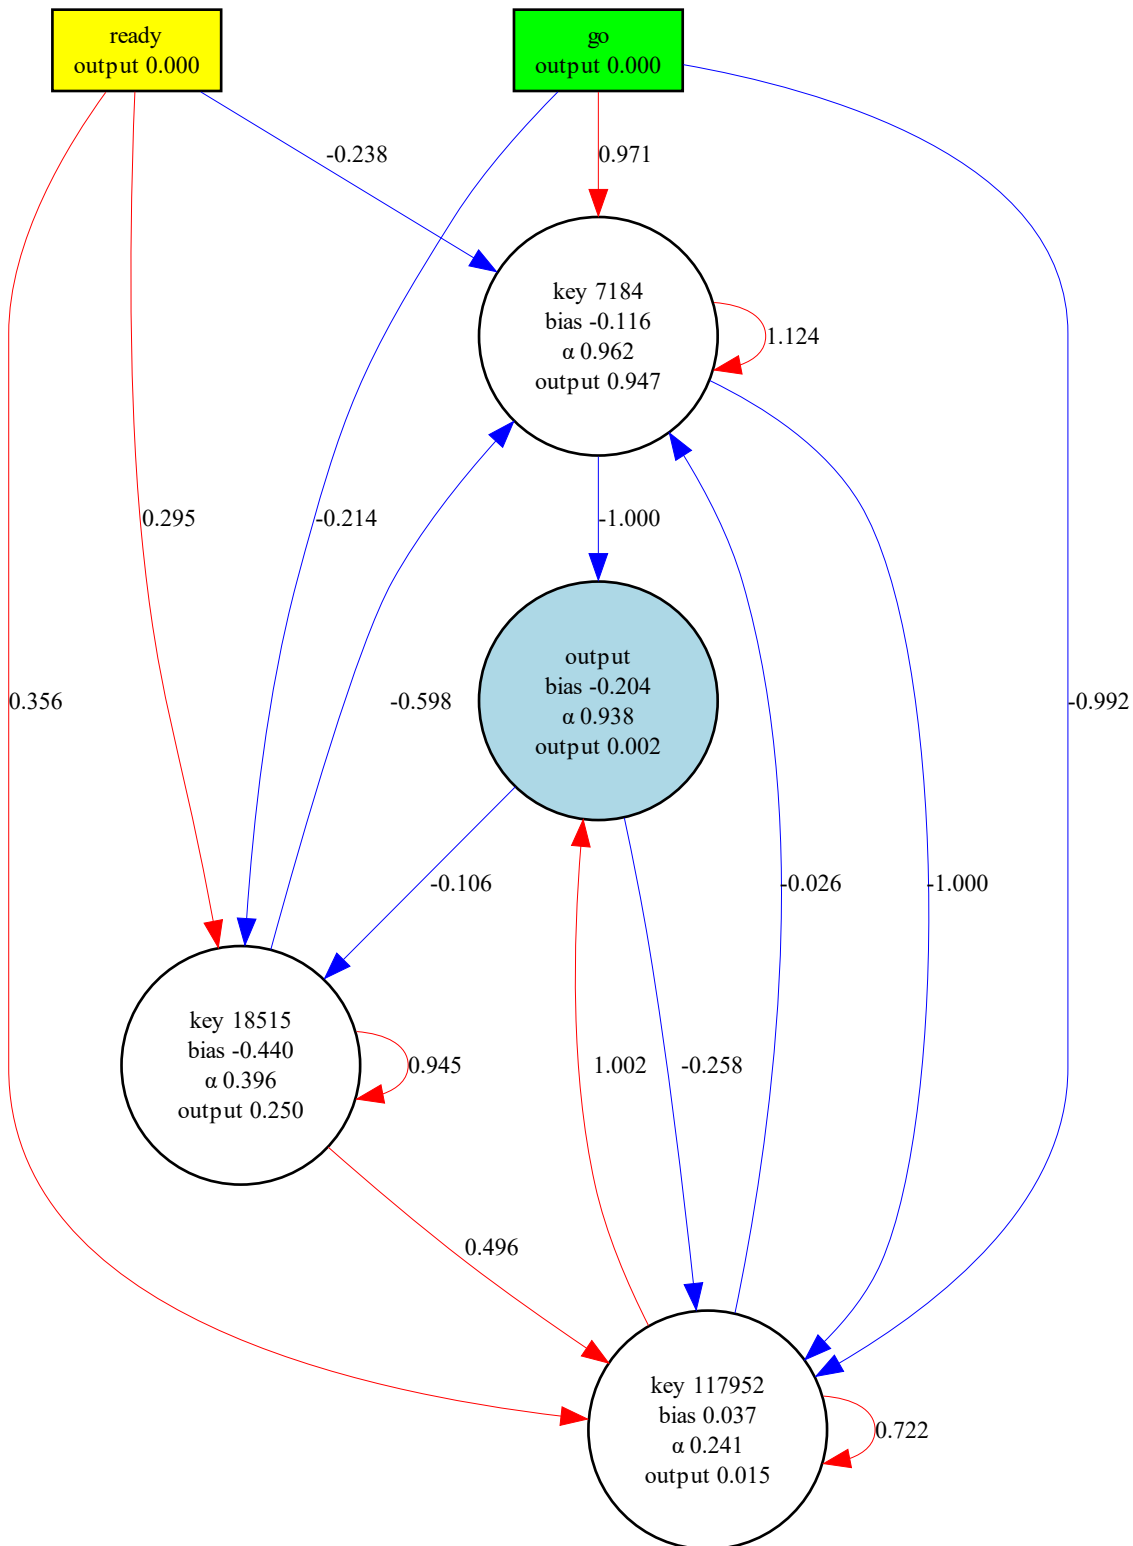 ready
output 0.000
go
output 0.000
-0.238
0.971
key 7184
bias -0.116
α 0.962
output 0.947
1.124
0.295
-0.214
-1.000
output
bias -0.204
α 0.938
output 0.002
0.356
-0.598
-0.992
-0.106
-0.026
-1.000
key 18515
bias -0.440
α 0.396
output 0.250
0.945
1.002
-0.258
0.496
key 117952
bias 0.037
α 0.241
output 0.015
0.722